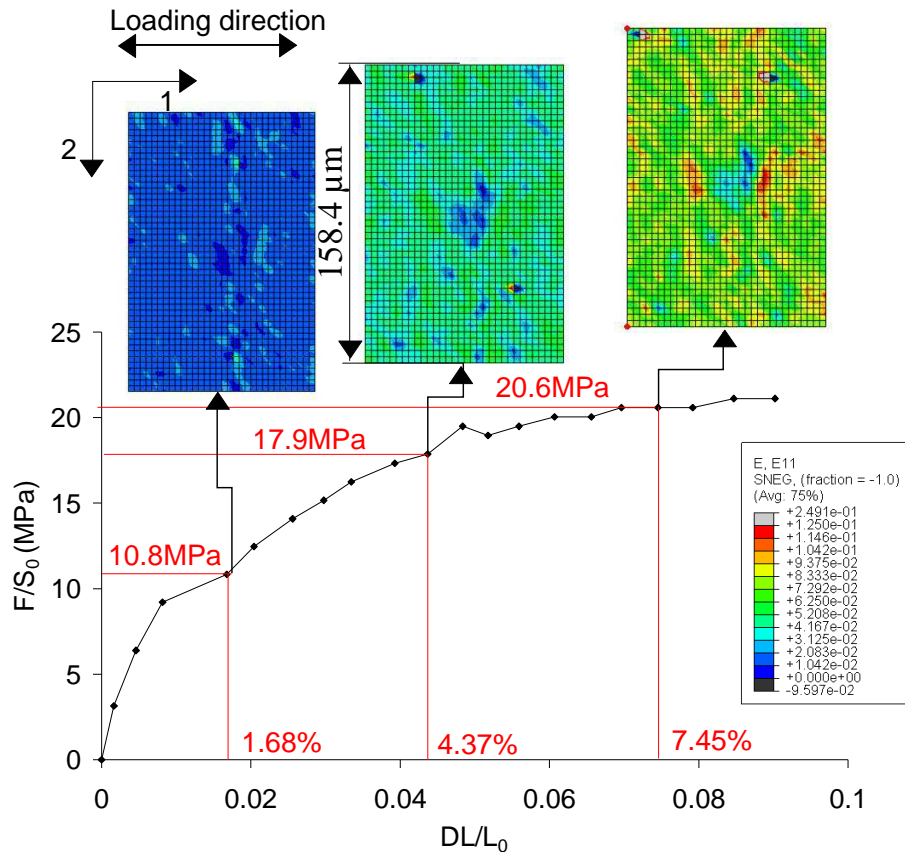 Loading direction
1
2
158.4 µm
25
20
15
10
5
0
F/S0 (MPa)
20.6MPa
17.9MPa
10.8MPa
1.68%
4.37%
7.45%
0
0.02
0.04
0.06
0.08
0.1
DL/L0
E, E11
SNEG, (fraction = -1.0)
(Avg: 75%)
+2.491e-01
+1.250e-01
+1.146e-01
+1.042e-01
+9.375e-02
+8.333e-02
+7.292e-02
+6.250e-02
+5.208e-02
+4.167e-02
+3.125e-02
+2.083e-02
+1.042e-02
+0.000e+00
-9.597e-02